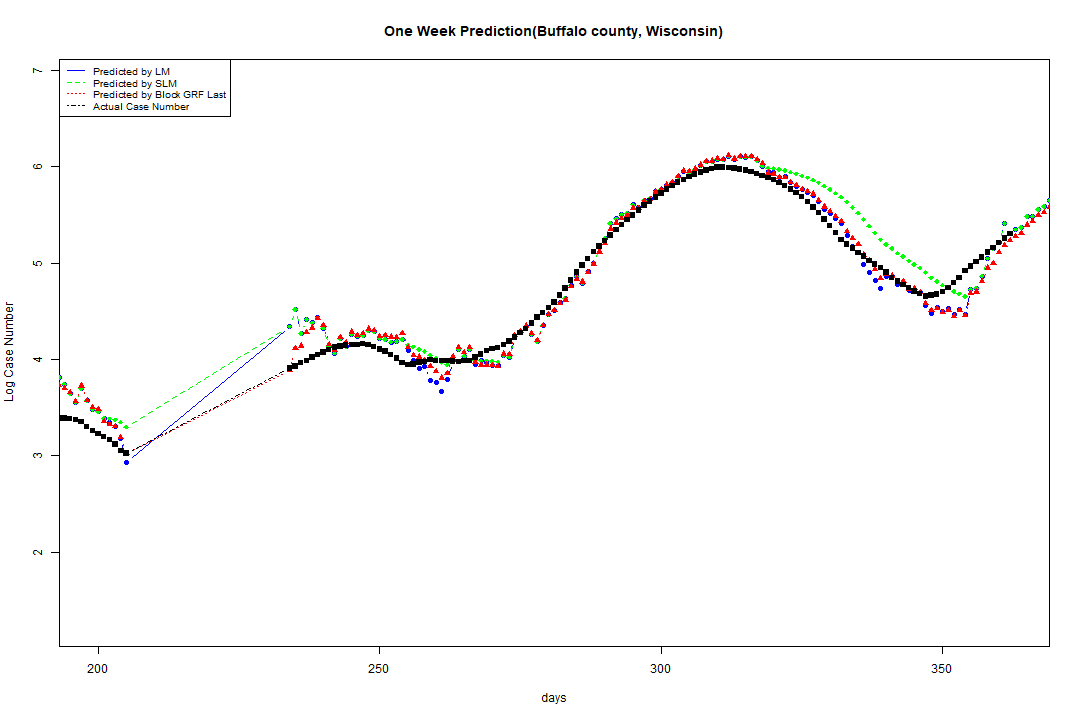 One Week Prediction(Buffalo county, Wisconsin)
Predicted by LM
Predicted by SLM
Predicted by Block GRF Last
Actual Case Number
7
6
5
4
3
2
Log Case Number
200
250
300
350
days